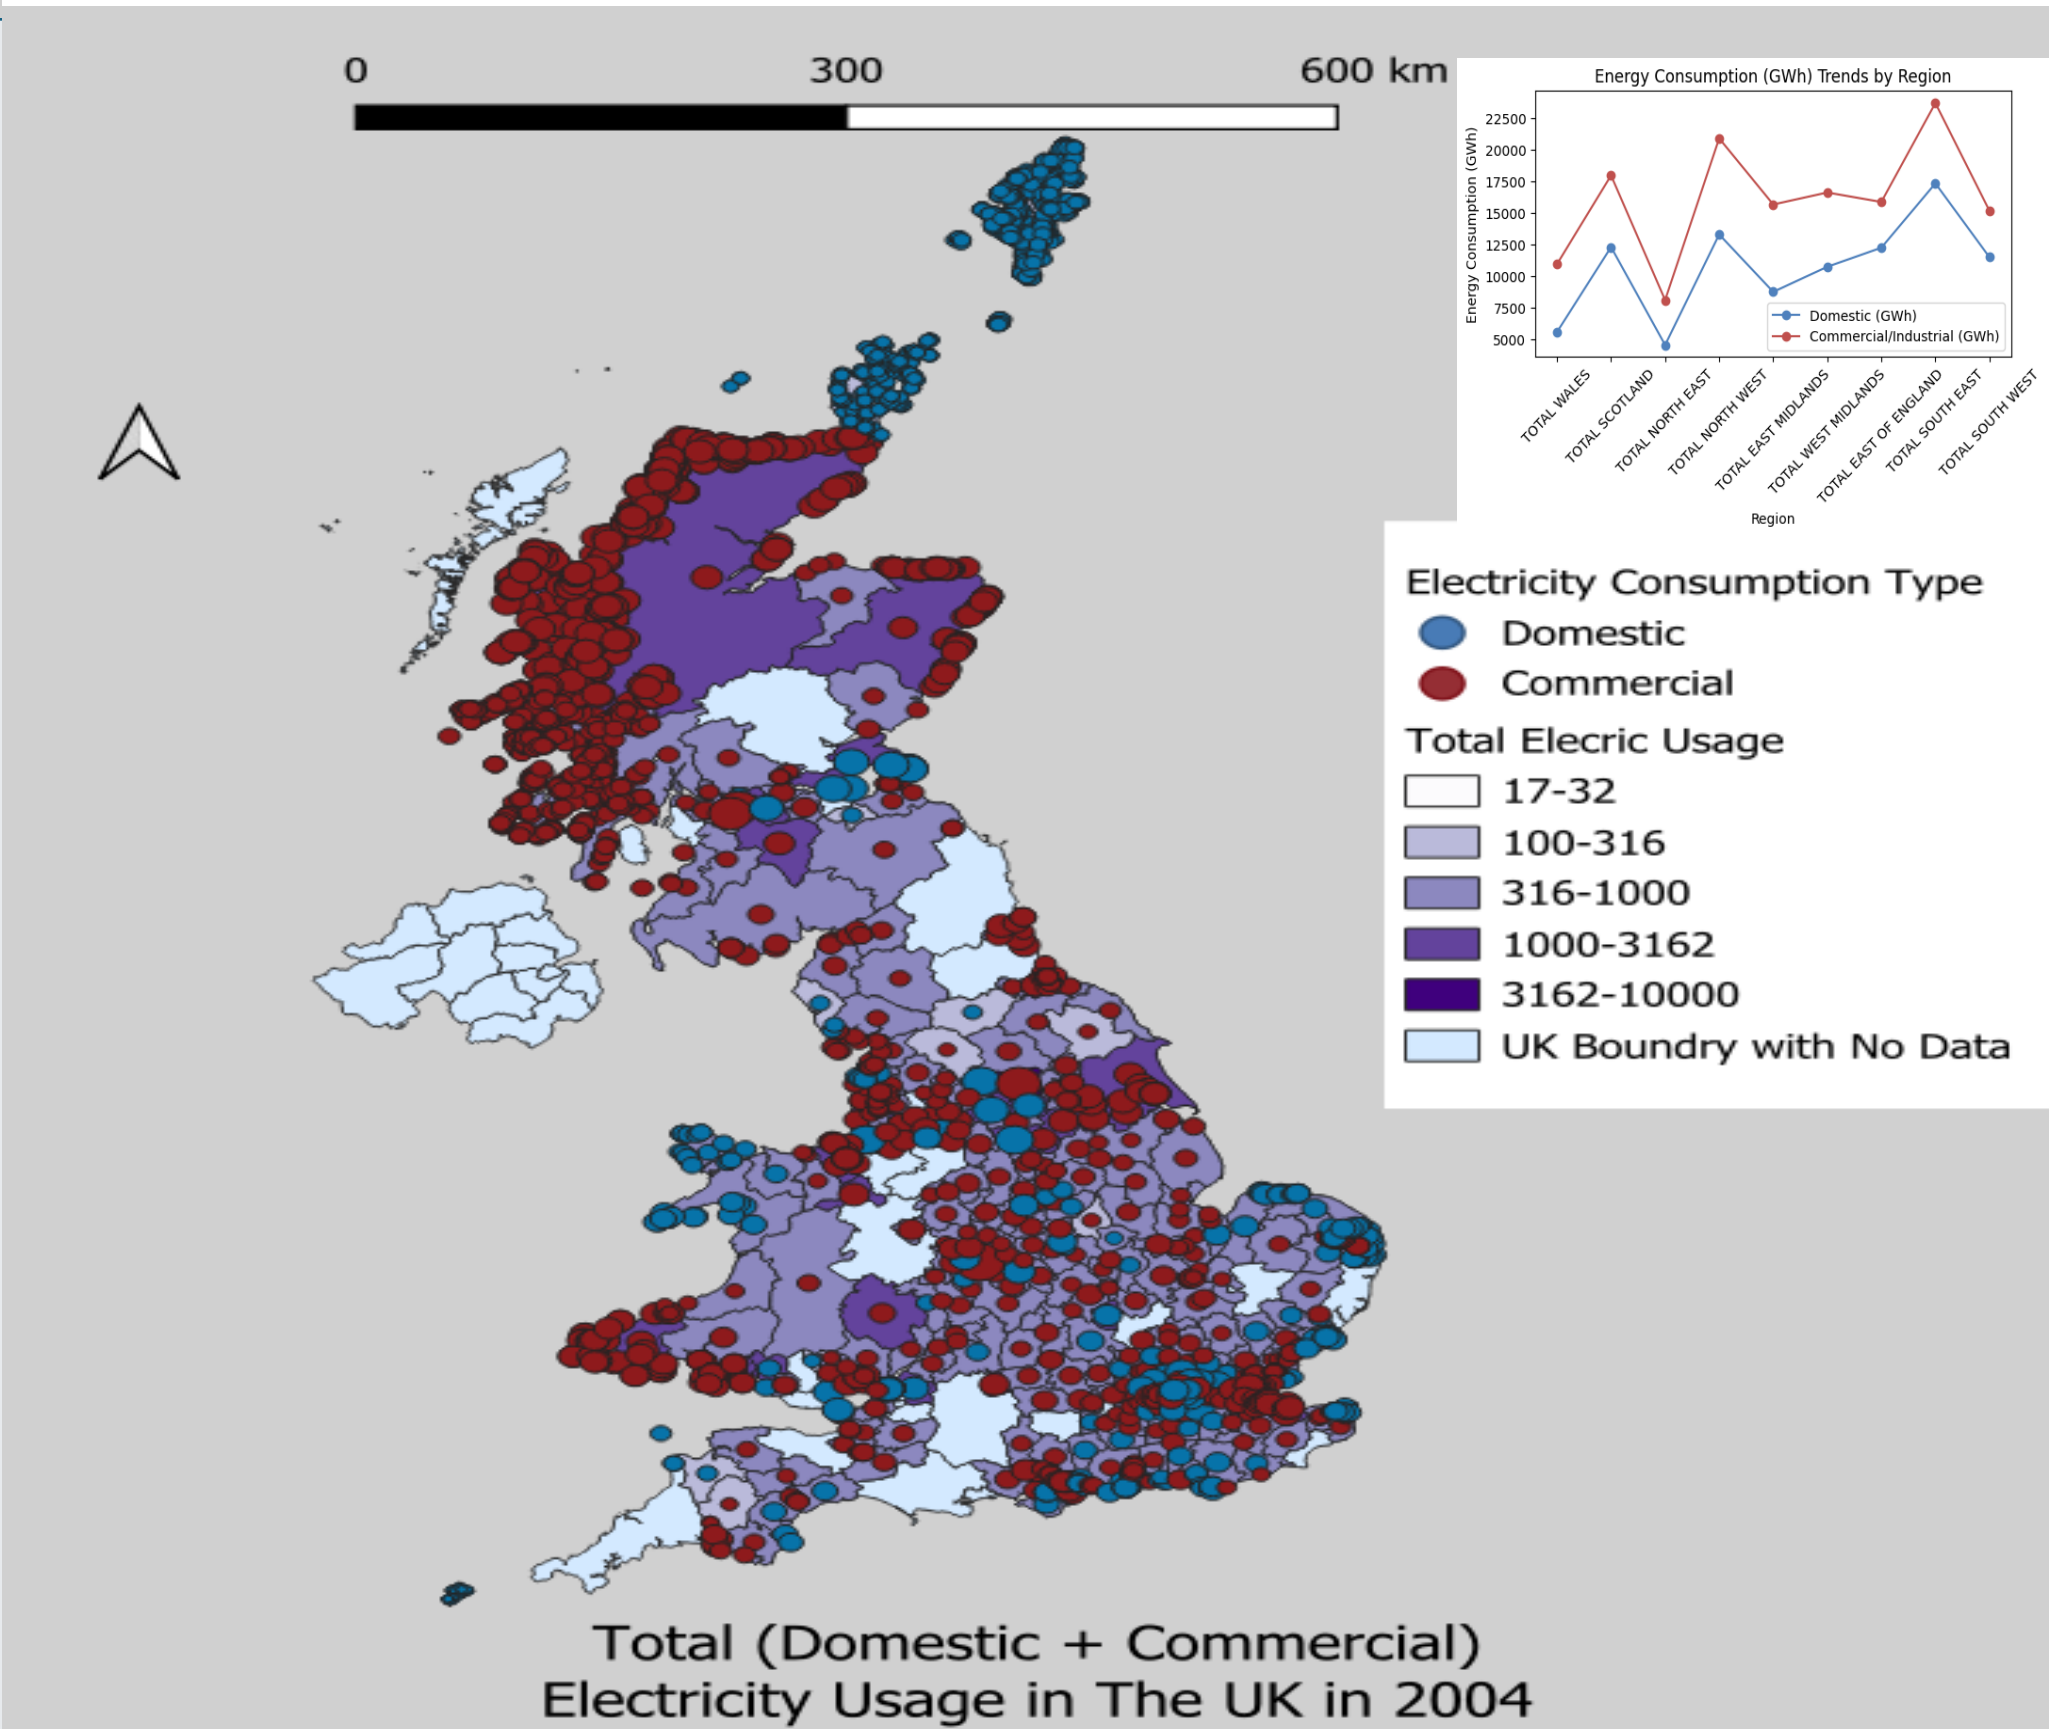 0 300 600 km
Energy Consumption (GWh) Trends by Region
Energy Consumption (GWh)
22500
20000
17500
15000
12500
10000
7500
5000
Domestic (GWh)
Commercial/Industrial (GWh)
TOTAL WALES
TOTAL SCOTLAND
TOTAL NORTH EAST
TOTAL NORTH WEST
TOTAL EAST MIDLANDS
TOTAL WEST MIDLANDS
TOTAL EAST OF ENGLAND
TOTAL SOUTH EAST
TOTAL SOUTH WEST
Region
Electricity Consumption Type
Domestic
Commercial
Total Elecric Usage
17-32
100-316
316-1000
1000-3162
3162-10000
UK Boundry with No Data
Total (Domestic + Commercial)
Electricity Usage in The UK in 2004